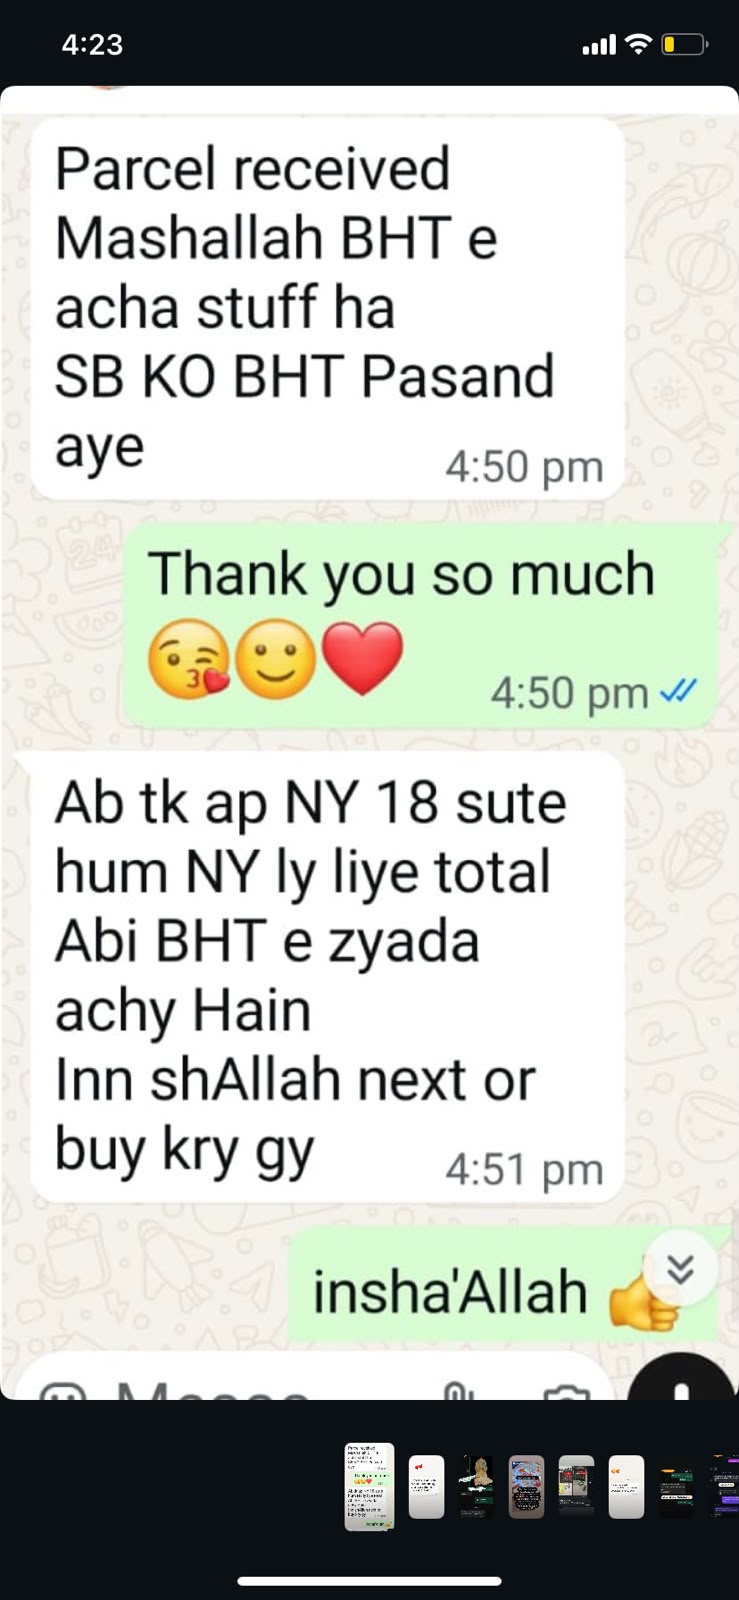 4:23
Parcel received
Mashallah BHT e
acha stuff ha
SB KO BHT Pasand
aye
4:50 pm
Thank you so much
😘🙂❤️
4:50 pm
Ab tk ap NY 18 sute
hum NY ly liye total
Abi BHT e zyada
achy Hain
Inn shAllah next or
buy kry gy
4:51 pm
insha'Allah 👍